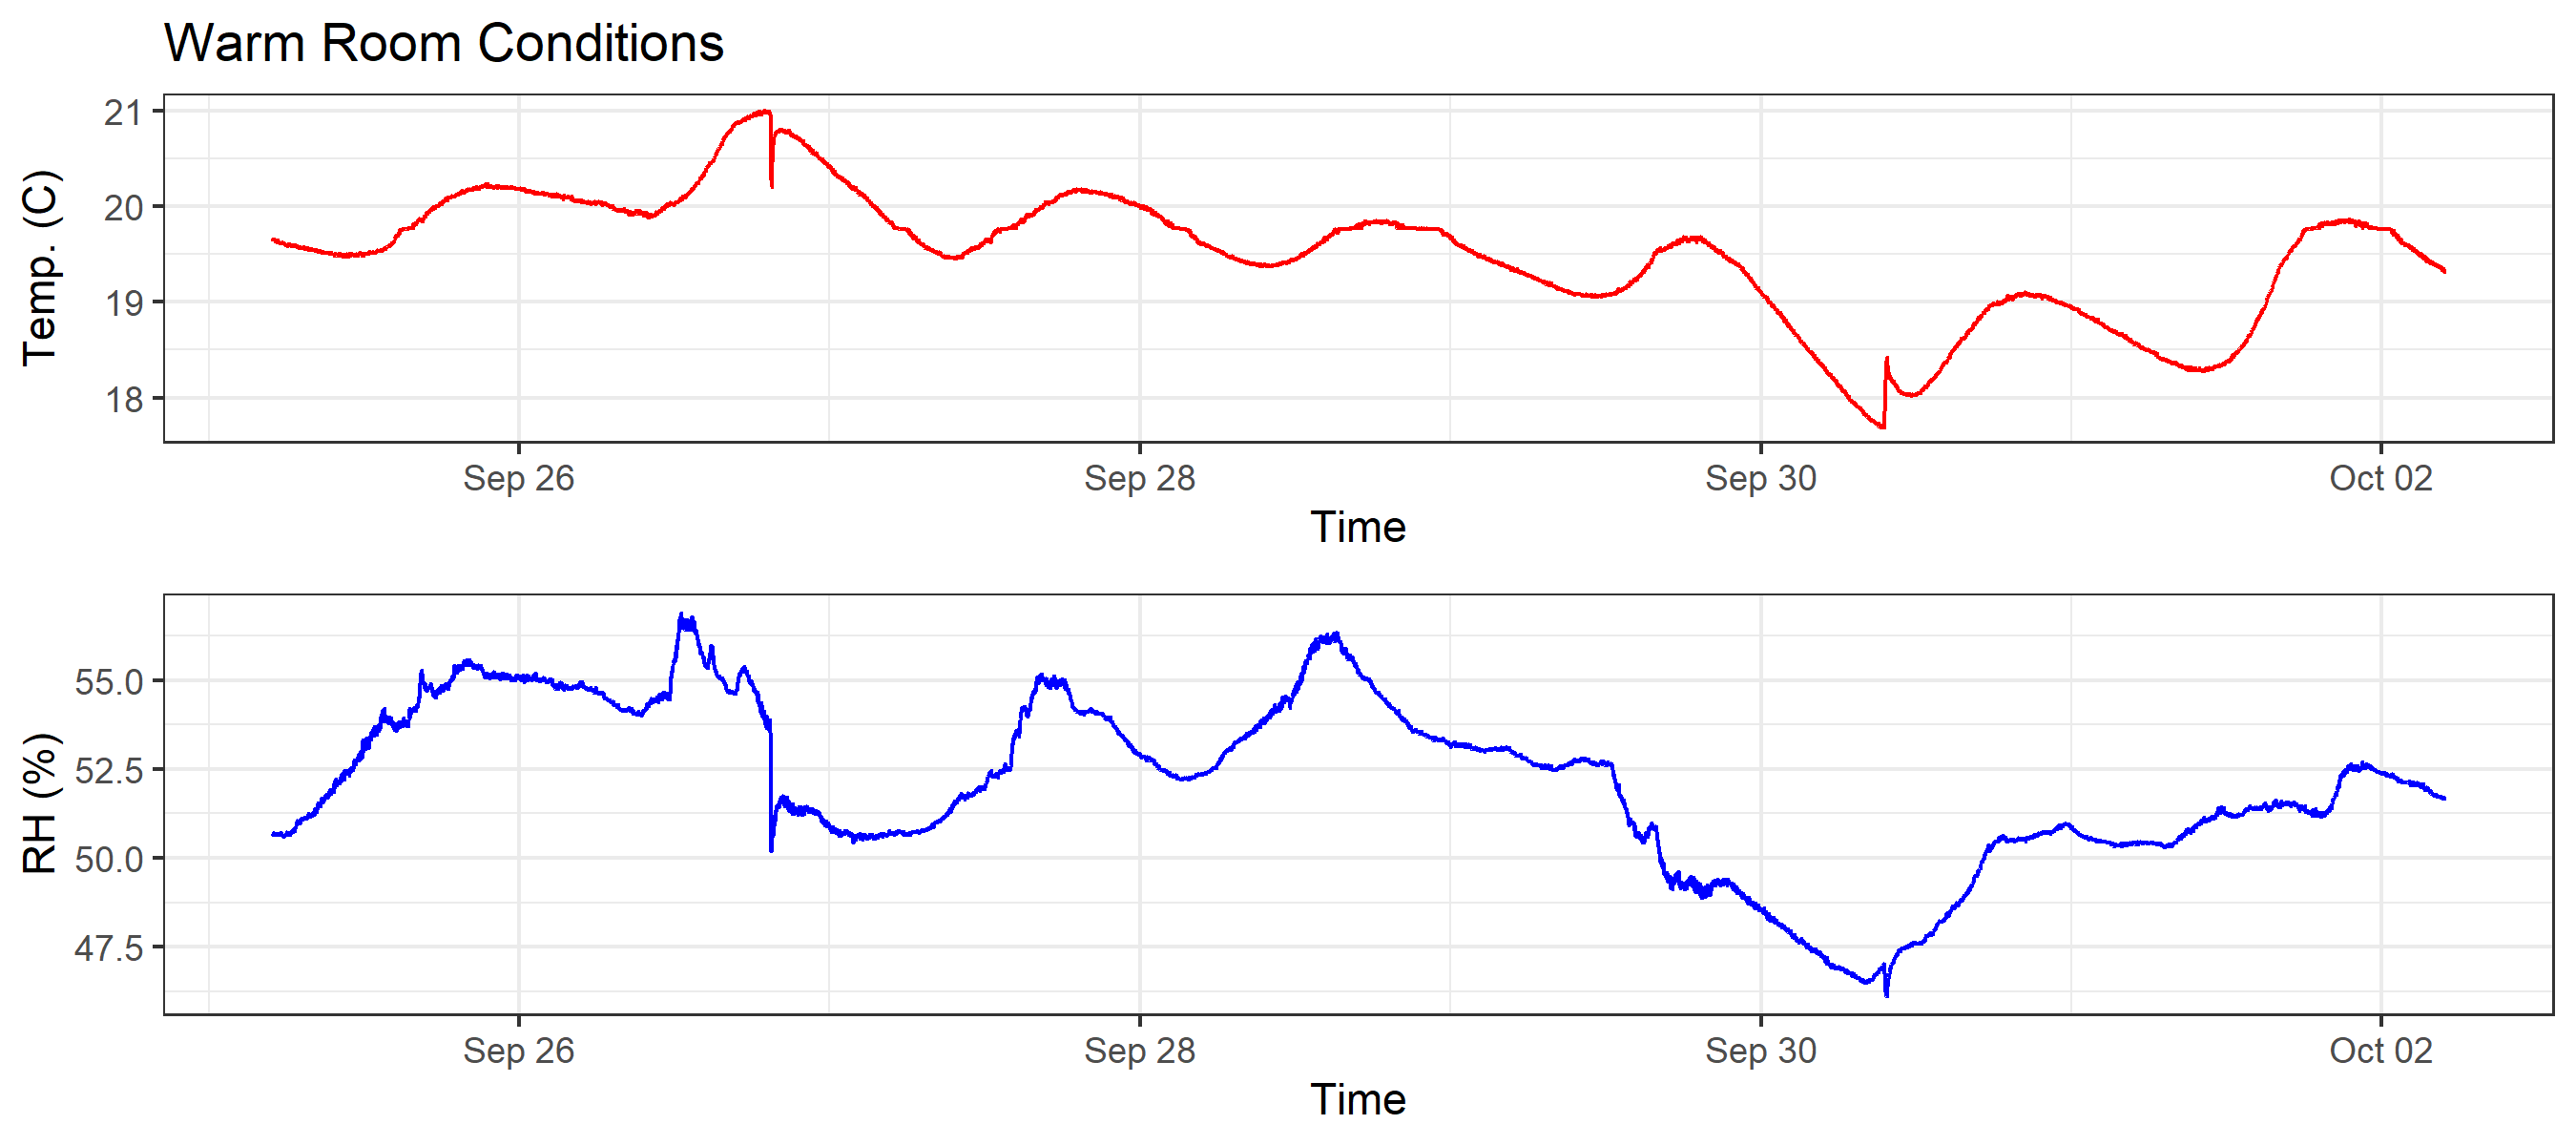 Warm Room Conditions
Temp. (C)
21
20
19
18
Sep 26 Sep 28 Sep 30 Oct 02
Time
RH (%)
55.0
52.5
50.0
47.5
Sep 26 Sep 28 Sep 30 Oct 02
Time